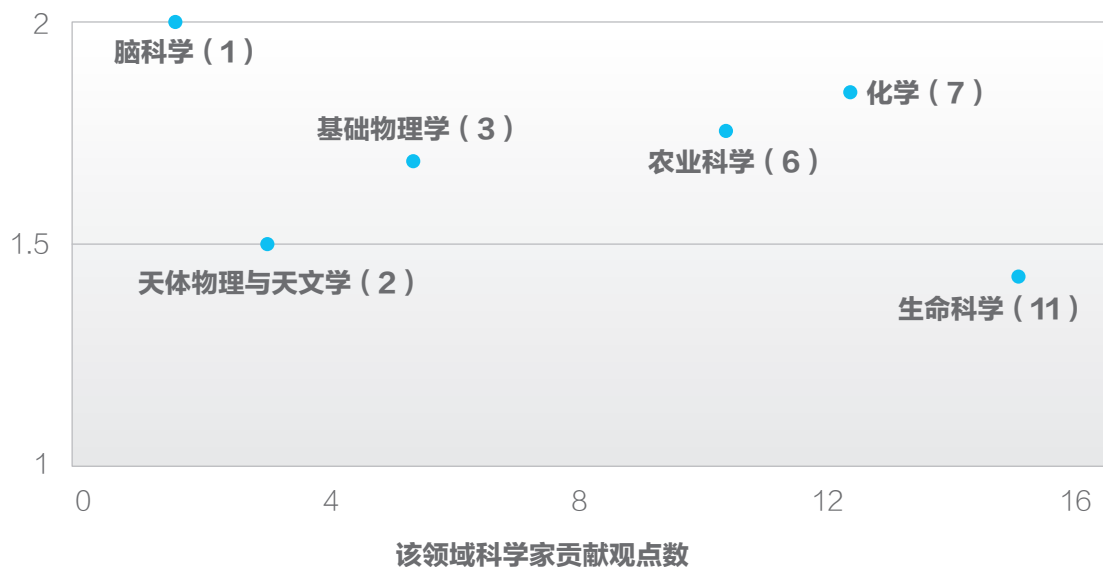 2
脑科学（1）
化学（7）
基础物理学（3）
农业科学（6）
1.5
天体物理与天文学（2）
生命科学（11）
1
0 4 8 12 16
该领域科学家贡献观点数